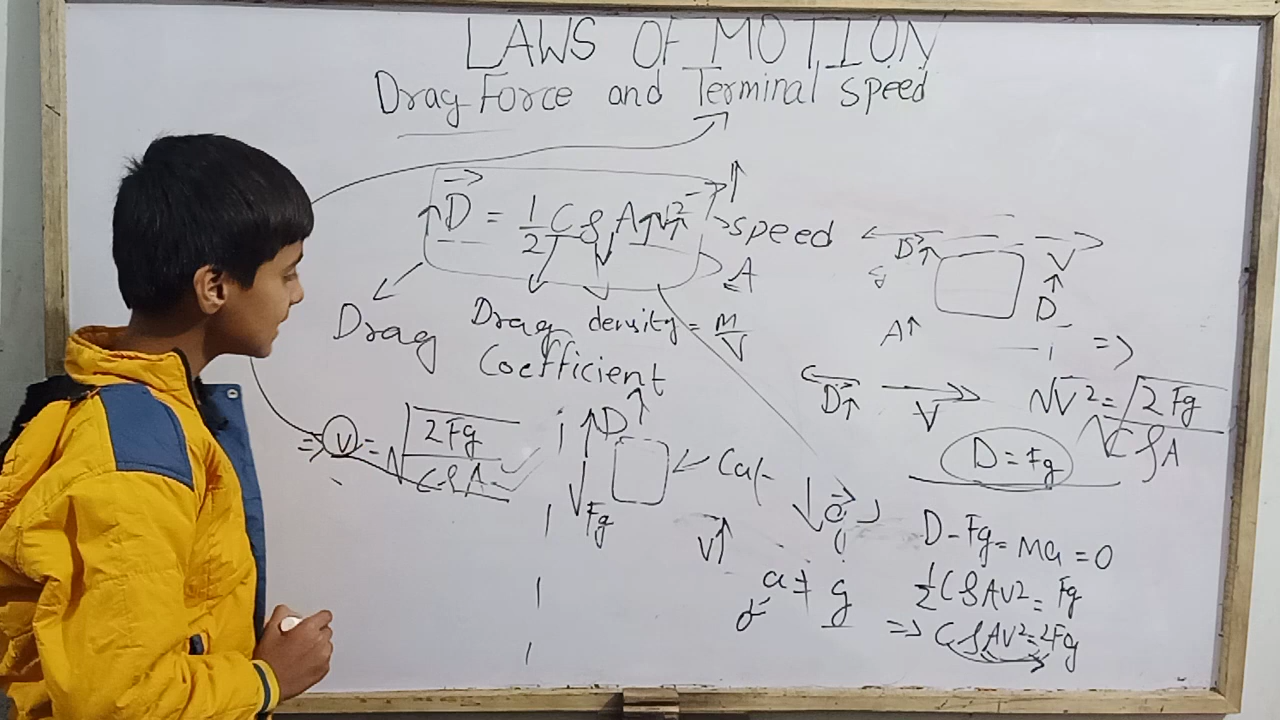 LAWS OF MOTION
Drag Force and Terminal speed
D = 1/2 C ρ A v²
speed
A
Drag
Drag Coefficient
density = m/V
D
V
D
A↑
D↑
V
=>
√V² = √2Fg/CρA
D = Fg
=> v = √2Fg/CρA
D
Fg
Cat
V↑
a
a ≠ g
D - Fg = ma = 0
1/2 CρAv² = Fg
=> CρAv² = 2Fg